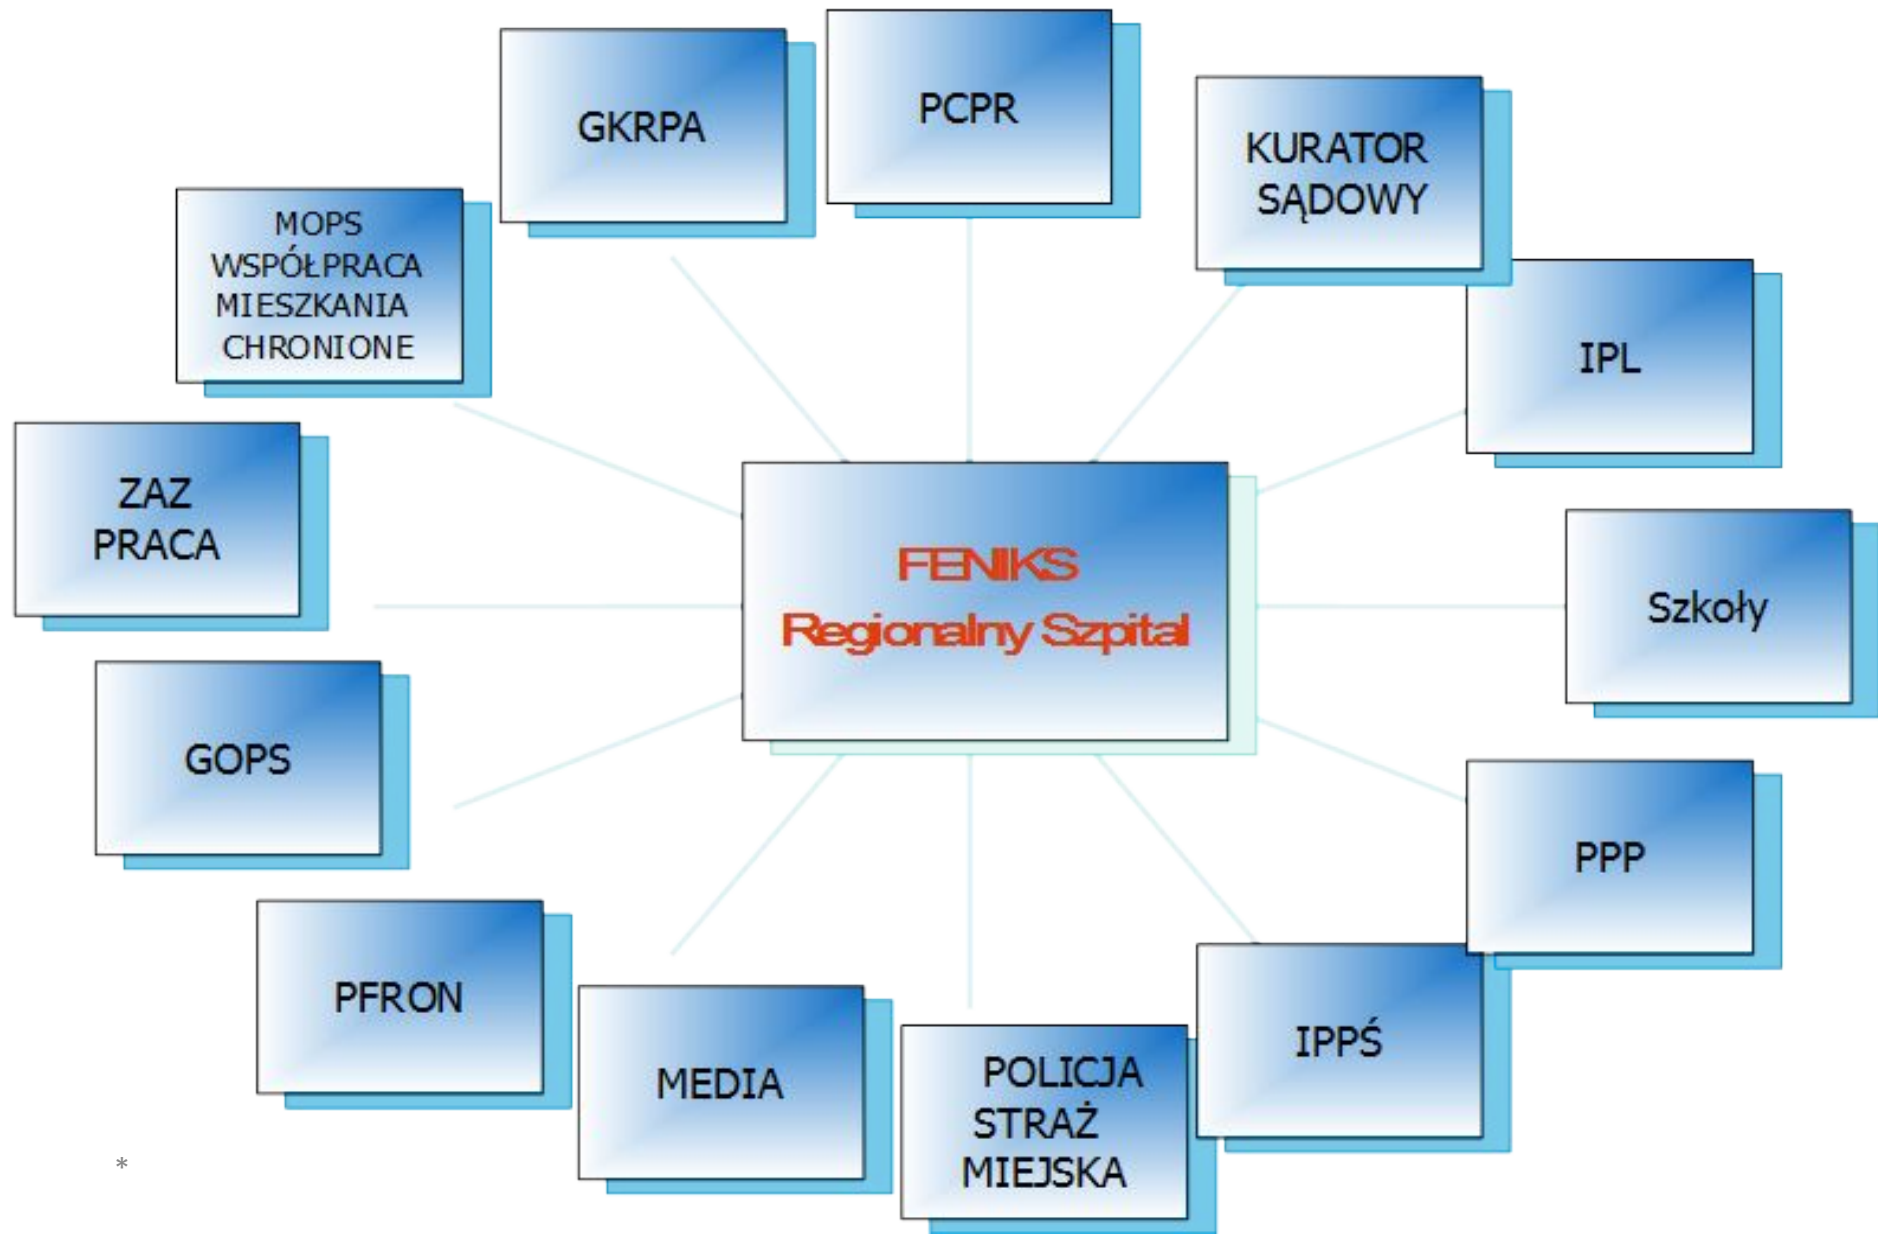 GKRPA
PCPR
KURATOR
SĄDOWY
MOPS
WSPÓŁPRACA
MIESZKANIA
CHRONIONE
IPL
ZAZ
PRACA
FENIKS
Regionalny Szpital
Szkoły
GOPS
PPP
PFRON
MEDIA
POLICJA
STRAŻ
MIEJSKA
IPPŚ
*